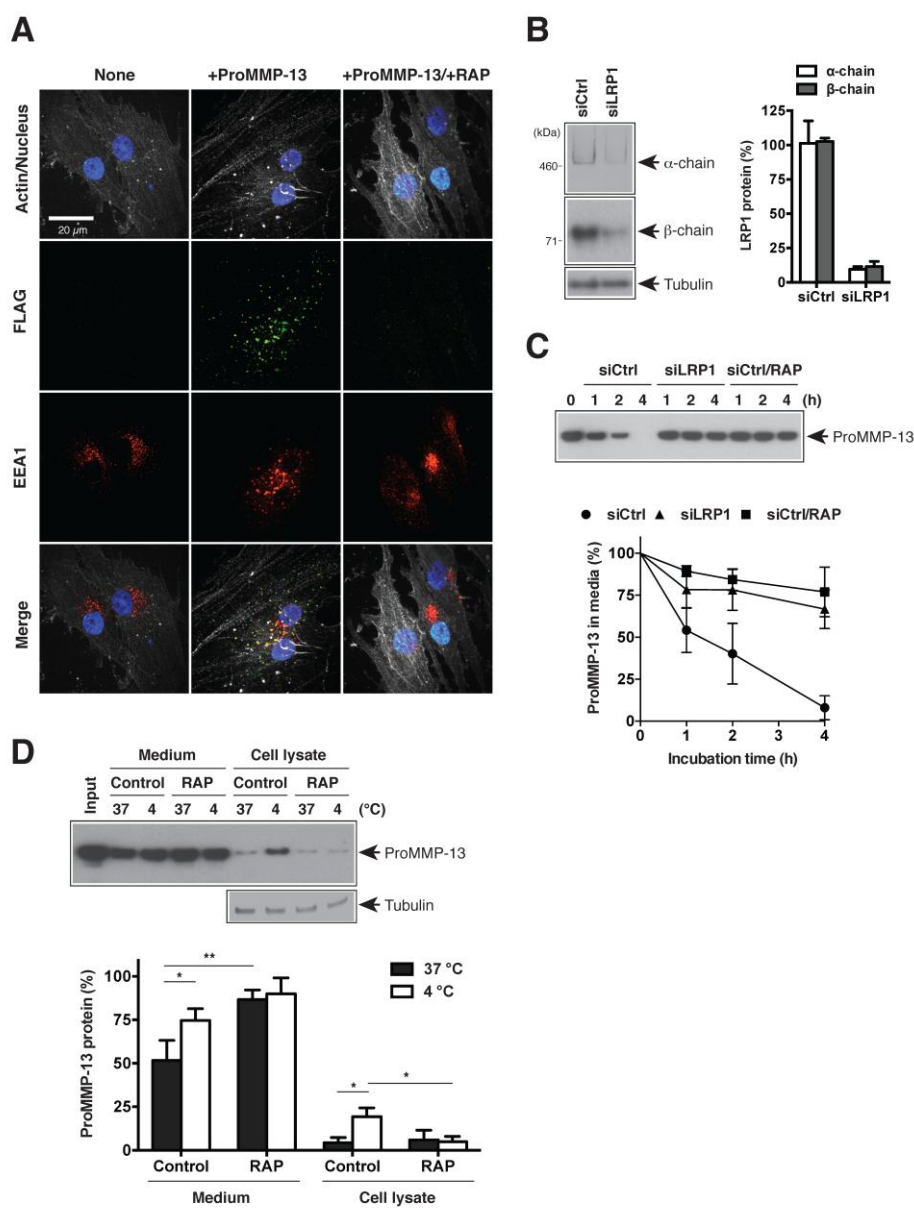 A
None +ProMMP-13 +ProMMP-13/+RAP
Actin/Nucleus
20 µm
FLAG
EEA1
Merge
B
siCtrl siLRP1
(kDa)
460-
α-chain
71-
β-chain
Tubulin
α-chain
β-chain
LRP1 protein (%)
125
100
75
50
25
0
siCtrl siLRP1
C
siCtrl siLRP1 siCtrl/RAP
0 1 2 4 1 2 4 1 2 4 (h)
ProMMP-13
siCtrl siLRP1 siCtrl/RAP
ProMMP-13 in media (%)
100
75
50
25
0
0 1 2 3 4
Incubation time (h)
D
Medium Cell lysate
Input Control RAP Control RAP
37 4 37 4 37 4 37 4 (°C)
ProMMP-13
Tubulin
ProMMP-13 protein (%)
100
75
50
25
0
** * * *
37 °C
4 °C
Control RAP Control RAP
Medium Cell lysate